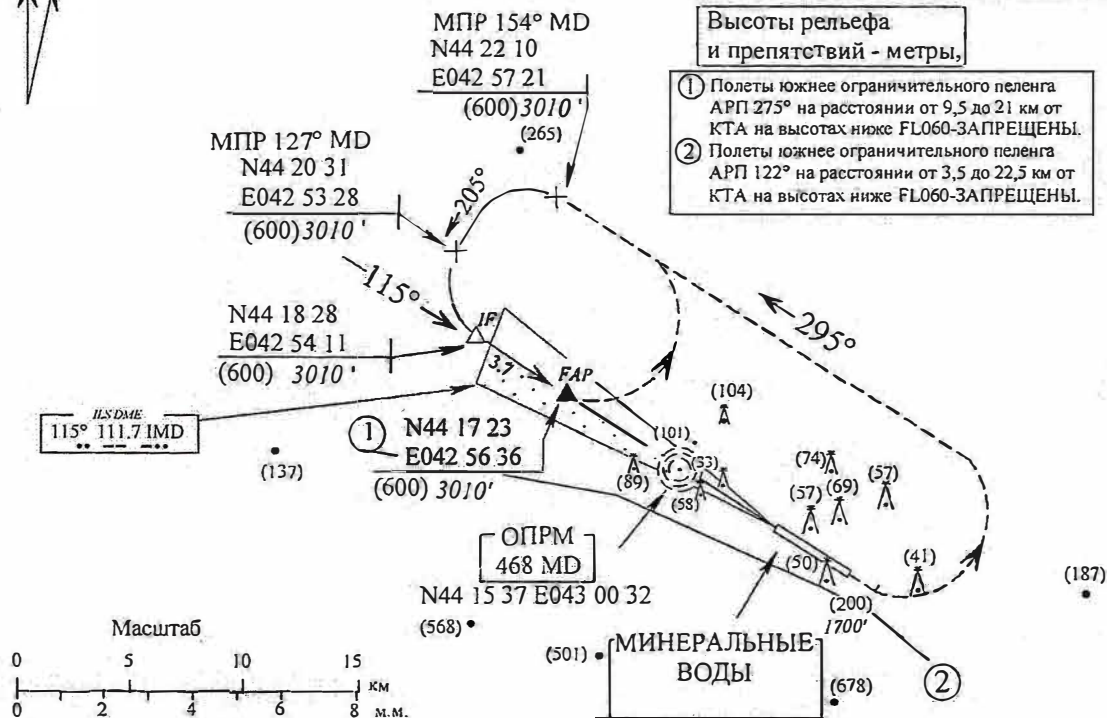 МПР 154° MD
N44 22 10
E042 57 21
(600) 3010 '
(265)
Высоты рельефа
и препятствий - метры,
① Полеты южнее ограничительного пеленга
АРП 275° на расстоянии от 9,5 до 21 км от
КТА на высотах ниже FL060-ЗАПРЕЩЕНЫ.
② Полеты южнее ограничительного пеленга
АРП 122° на расстоянии от 3,5 до 22,5 км от
КТА на высотах ниже FL060-ЗАПРЕЩЕНЫ.
МПР 127° MD
N44 20 31
E042 53 28
(600) 3010 '
205°
115°
295°
N44 18 28
E042 54 11
(600) 3010 '
IF
3.7
FAP
ILS DME
115° 111.7 IMD
(137)
① N44 17 23
E042 56 36
(600) 3010'
(104)
(101)
(89)
(58)
(53)
(74)
(57)
(69)
(57)
(50)
(41)
(187)
(200)
1700'
ОПРМ
468 MD
N44 15 37 E043 00 32
(568)
(501)
МИНЕРАЛЬНЫЕ
ВОДЫ
(678)
②
Масштаб
0 5 10 15
км
0 2 4 6 8 м.м.